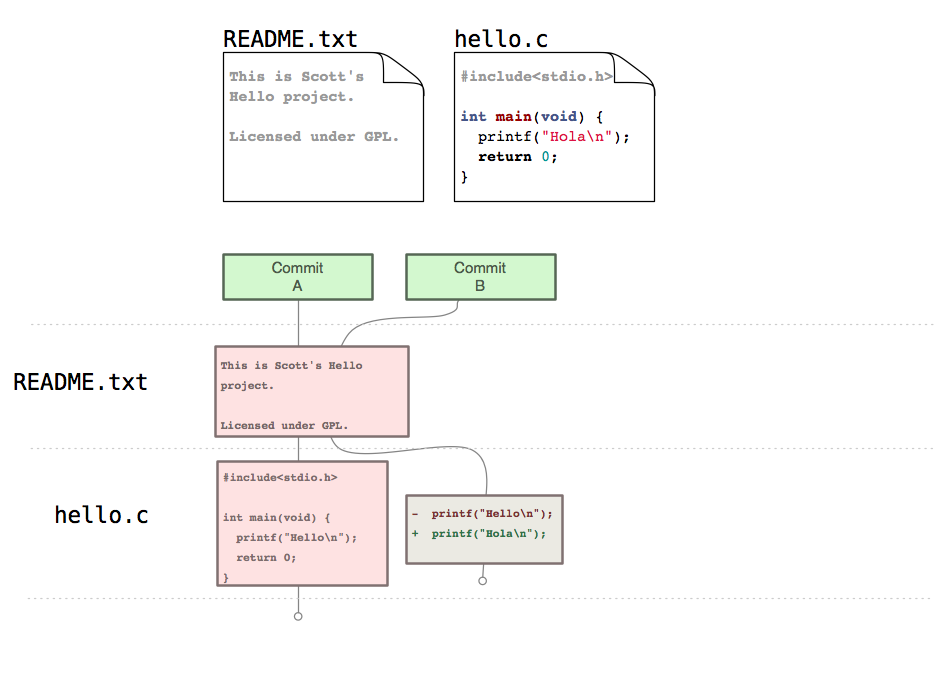 README.txt
This is Scott's
Hello project.
Licensed under GPL.
hello.c
#include<stdio.h>
int main(void) {
  printf("Hola\n");
  return 0;
}
Commit
A
Commit
B
README.txt
This is Scott's Hello
project.
Licensed under GPL.
hello.c
#include<stdio.h>
int main(void) {
  printf("Hello\n");
  return 0;
}
-  printf("Hello\n");
+  printf("Hola\n");